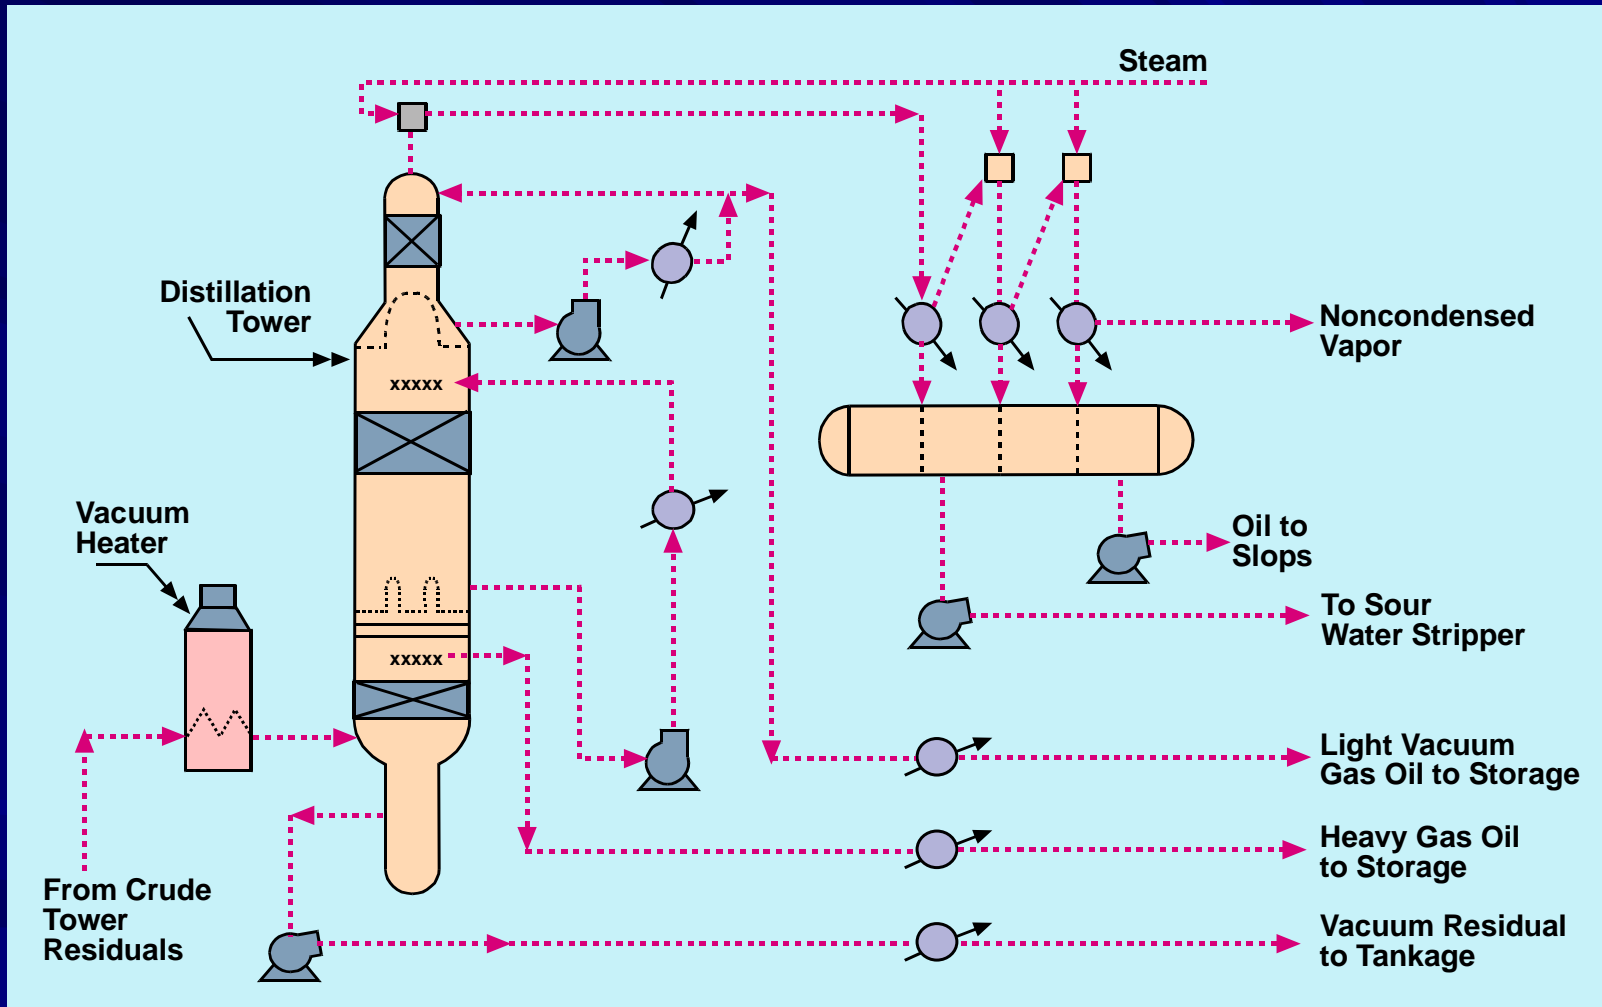 Steam
Distillation
Tower
xxxxx
Noncondensed
Vapor
Vacuum
Heater
Oil to
Slops
To Sour
Water Stripper
xxxxx
Light Vacuum
Gas Oil to Storage
Heavy Gas Oil
to Storage
From Crude
Tower
Residuals
Vacuum Residual
to Tankage